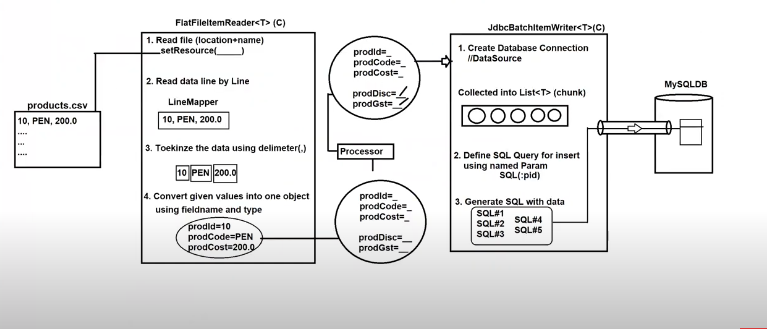 FlatFileItemReader<T> (C)
1. Read file (location+name)
setResource(____)
2. Read data line by Line
LineMapper
10, PEN, 200.0
3. Toekinze the data using delimeter(,)
10 PEN 200.0
4. Convert given values into one object
using fieldname and type
prodId=10
prodCode=PEN
prodCost=200.0
products.csv
10, PEN, 200.0
....
...
....
prodId=_
prodCode=_
prodCost=_
prodDisc=__
prodGst=__
Processor
prodId=_
prodCode=_
prodCost=_
prodDisc=__
prodGst=__
JdbcBatchItemWriter<T>(C)
1. Create Database Connection
//DataSource
Collected into List<T> (chunk)
2. Define SQL Query for insert
using named Param
SQL(:pid)
3. Generate SQL with data
SQL#1
SQL#2
SQL#3
SQL#4
SQL#5
MySQLDB